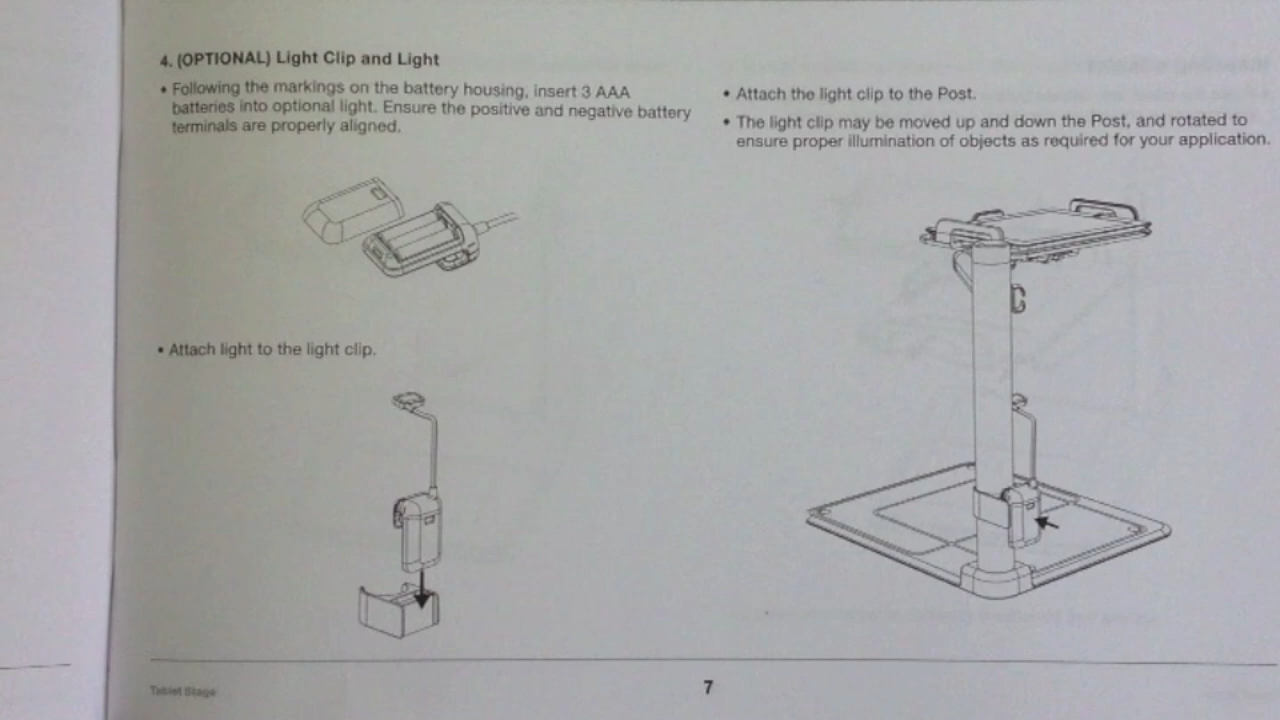 4. (OPTIONAL) Light Clip and Light
• Following the markings on the battery housing, insert 3 AAA
batteries into optional light. Ensure the positive and negative battery
terminals are properly aligned.
• Attach light to the light clip.
• Attach the light clip to the Post.
• The light clip may be moved up and down the Post, and rotated to
ensure proper illumination of objects as required for your application.
Tablet Stage
7